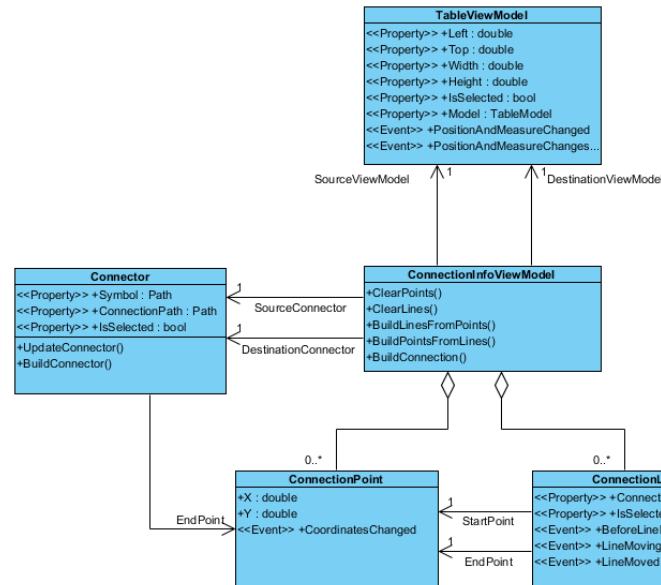 TableViewModel
<<Property>> +Left : double
<<Property>> +Top : double
<<Property>> +Width : double
<<Property>> +Height : double
<<Property>> +IsSelected : bool
<<Property>> +Model : TableModel
<<Event>> +PositionAndMeasureChanged
<<Event>> +PositionAndMeasureChanges...
SourceViewModel
1
1
DestinationViewMode
Connector
<<Property>> +Symbol : Path
<<Property>> +ConnectionPath : Path
<<Property>> +IsSelected : bool
+UpdateConnector()
+BuildConnector()
1
SourceConnector
1
DestinationConnector
ConnectionInfoViewModel
+ClearPoints()
+ClearLines()
+BuildLinesFromPoints()
+BuildPointsFromLines()
+BuildConnection()
0..*
0..*
EndPoint
ConnectionPoint
+X : double
+Y : double
<<Event>> +CoordinatesChanged
1
StartPoint
1
EndPoint
ConnectionL
<<Property>> +Connect
<<Property>> +IsSelecte
<<Event>> +BeforeLine
<<Event>> +LineMoving
<<Event>> +LineMoved